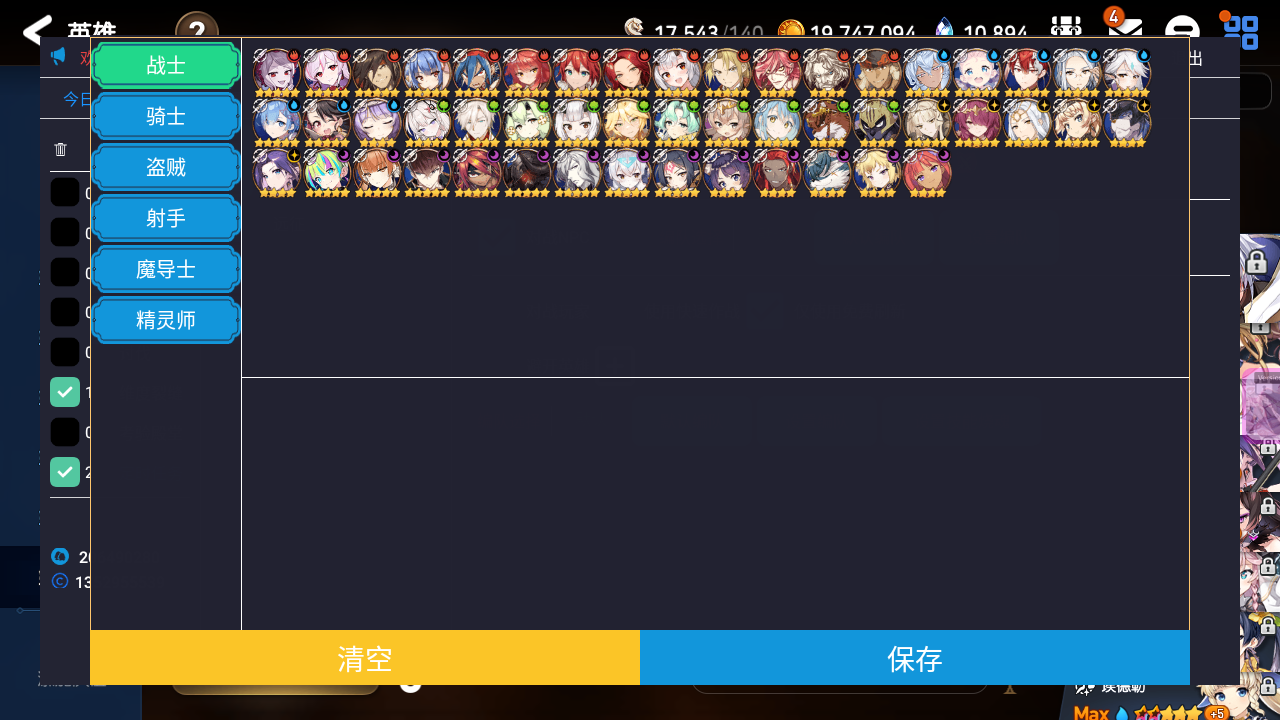 英雄
?
17,543/140
19,747,094
4
10,894
战士
骑士
盗贼
射手
魔导士
精灵师
今日
出
清空
保存
Max
+5